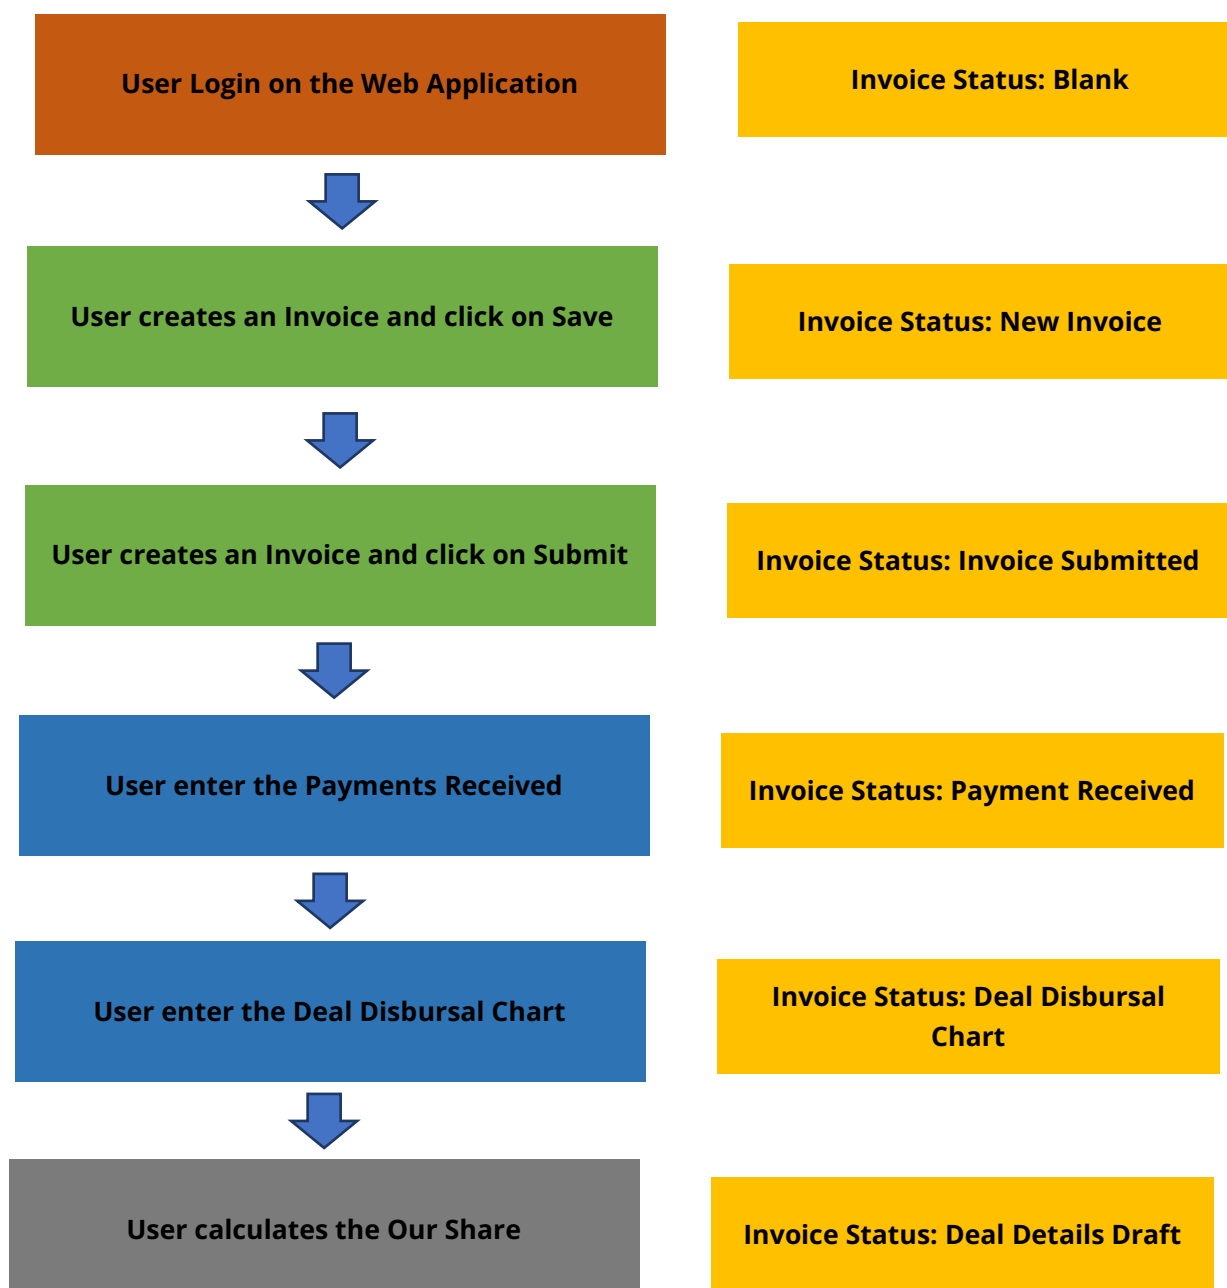 User Login on the Web Application
Invoice Status: Blank
User creates an Invoice and click on Save
Invoice Status: New Invoice
User creates an Invoice and click on Submit
Invoice Status: Invoice Submitted
User enter the Payments Received
Invoice Status: Payment Received
User enter the Deal Disbursal Chart
Invoice Status: Deal Disbursal
Chart
User calculates the Our Share
Invoice Status: Deal Details Draft